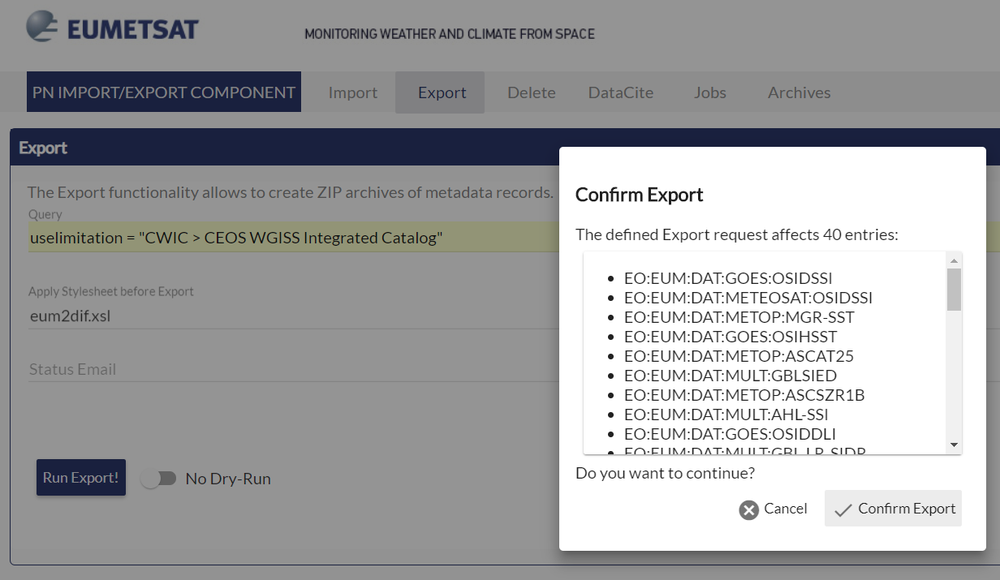 EUMETSAT
MONITORING WEATHER AND CLIMATE FROM SPACE
PN IMPORT/EXPORT COMPONENT Import Export Delete DataCite Jobs Archives
Export
The Export functionality allows to create ZIP archives of metadata records.
Query
uselimitation = "CWIC > CEOS WGISS Integrated Catalog"
Apply Stylesheet before Export
eum2dif.xsl
Status Email
Run Export! No Dry-Run
Confirm Export
The defined Export request affects 40 entries:
EO:EUM:DAT:GOES:OSIDSSI
EO:EUM:DAT:METEOSAT:OSIDSSI
EO:EUM:DAT:METOP:MGR-SST
EO:EUM:DAT:GOES:OSIHSST
EO:EUM:DAT:METOP:ASCAT25
EO:EUM:DAT:MULT:GBLSIED
EO:EUM:DAT:METOP:ASCSZR1B
EO:EUM:DAT:MULT:AHL-SSI
EO:EUM:DAT:GOES:OSIDDLI
Do you want to continue?
Cancel Confirm Export